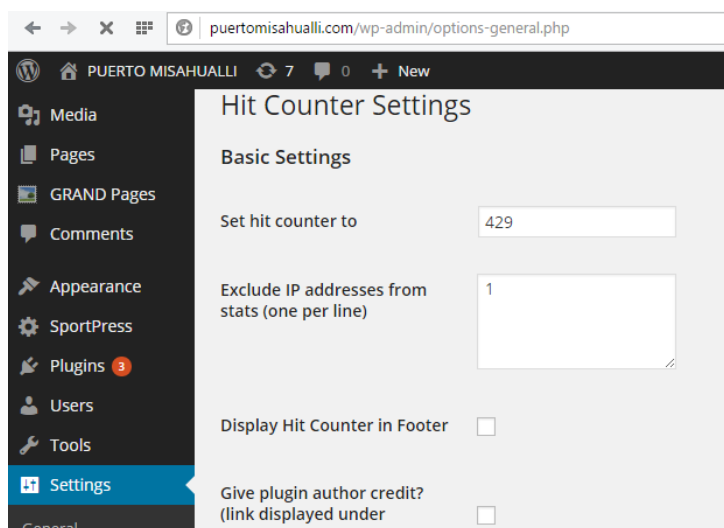 puertomisahualli.com/wp-admin/options-general.php
PUERTO MISAHUALLI 7 0 + New
Media
Pages
GRAND Pages
Comments
Appearance
SportPress
Plugins 3
Users
Tools
Settings
General
Hit Counter Settings
Basic Settings
Set hit counter to 429
Exclude IP addresses from 1
stats (one per line)
Display Hit Counter in Footer
Give plugin author credit?
(link displayed under